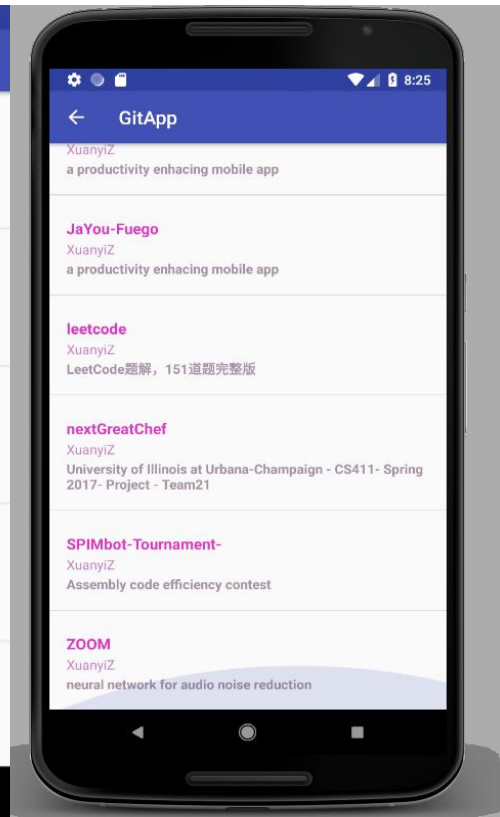 8:25
GitApp
XuanyiZ
a productivity enhacing mobile app
JaYou-Fuego
XuanyiZ
a productivity enhacing mobile app
leetcode
XuanyiZ
LeetCode题解，151道题完整版
nextGreatChef
XuanyiZ
University of Illinois at Urbana-Champaign - CS411- Spring
2017- Project - Team21
SPIMbot-Tournament-
XuanyiZ
Assembly code efficiency contest
ZOOM
XuanyiZ
neural network for audio noise reduction